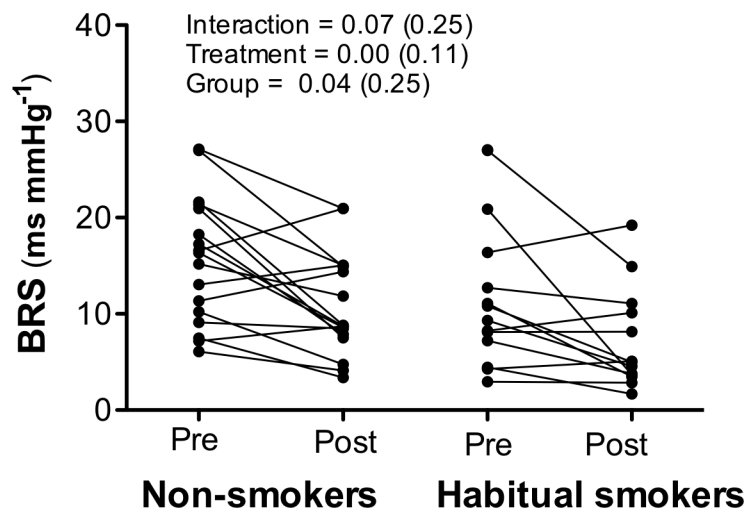 Interaction = 0.07 (0.25)
Treatment = 0.00 (0.11)
Group = 0.04 (0.25)
BRS (ms mmHg⁻¹)
40
30
20
10
0
Pre Post Pre Post
Non-smokers Habitual smokers